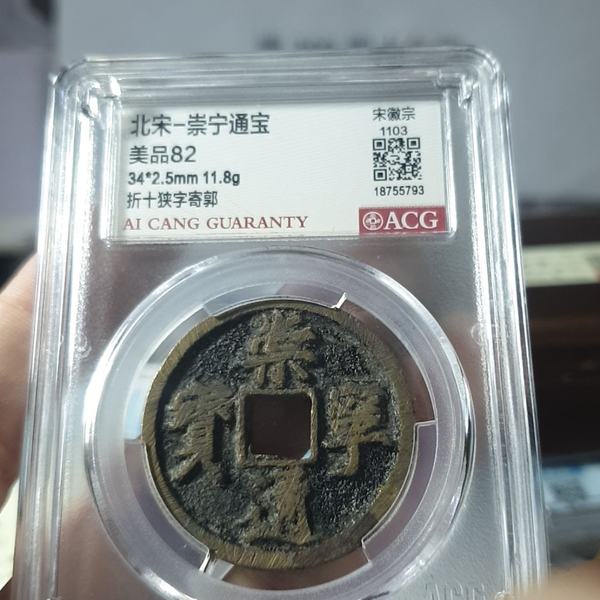 北宋-崇宁通宝
美品82
34*2.5mm 11.8g
折十狭字寄郭
AI CANG GUARANTY
宋徽宗
1103
18755793
ACG
崇
寶 寧
通